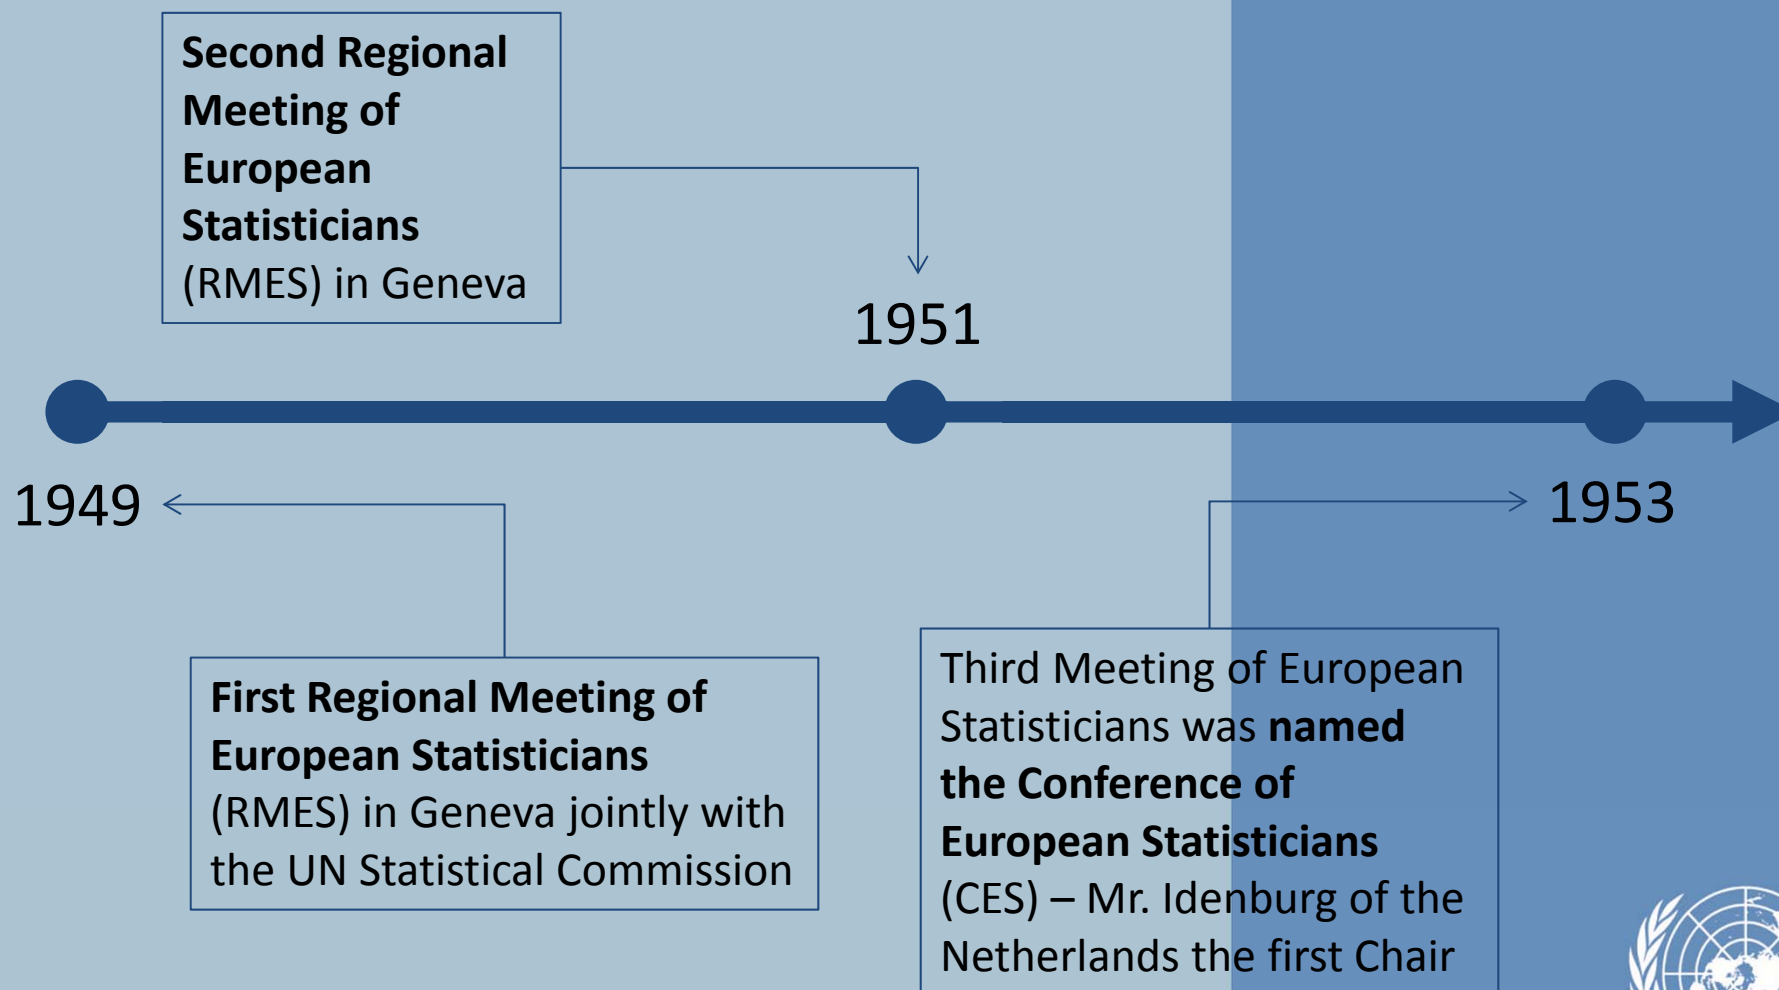 Second Regional
Meeting of
European
Statisticians
(RMES) in Geneva
1951
1949
1953
First Regional Meeting of
European Statisticians
(RMES) in Geneva jointly with
the UN Statistical Commission
Third Meeting of European
Statisticians was named
the Conference of
European Statisticians
(CES) – Mr. Idenburg of the
Netherlands the first Chair